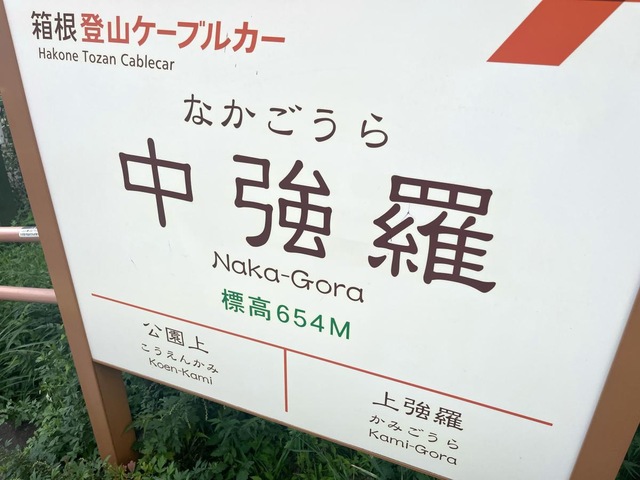 箱根登山ケーブルカー
Hakone Tozan Cablecar
なかごうら
中強羅
Naka-Gora
標高654M
公園上
こうえんかみ
Koen-Kami
上強羅
かみごうら
Kami-Gora